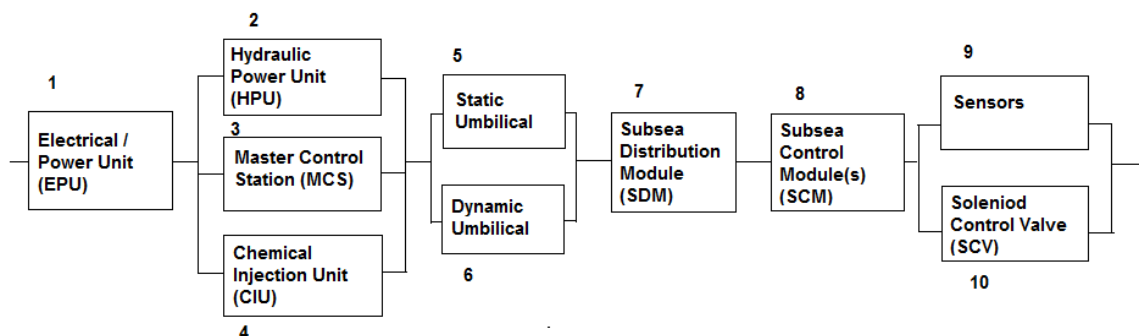 1
Electrical /
Power Unit
(EPU)
2
Hydraulic
Power Unit
(HPU)
3
Master Control
Station (MCS)
Chemical
Injection Unit
(CIU)
4
5
Static
Umbilical
Dynamic
Umbilical
6
7
Subsea
Distribution
Module
(SDM)
8
Subsea
Control
Module(s)
(SCM)
9
Sensors
Soleniod
Control Valve
(SCV)
10